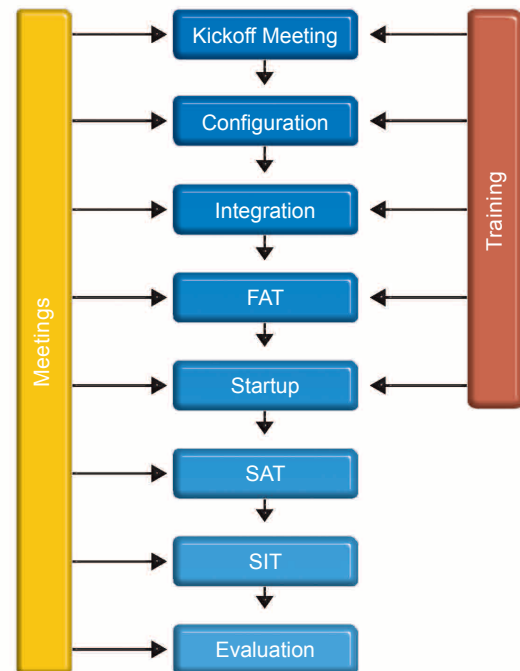 Kickoff Meeting
Configuration
Integration
FAT
Startup
SAT
SIT
Evaluation
Meetings
Training